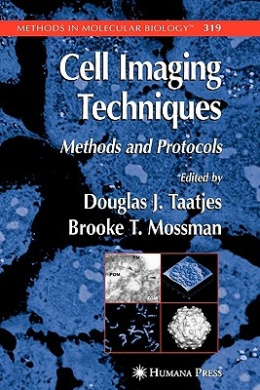 METHODS IN MOLECULAR BIOLOGY™ 319
Cell Imaging
Techniques
Methods and Protocols
Edited by
Douglas J. Taatjes
Brooke T. Mossman
PGM
HUMANA PRESS